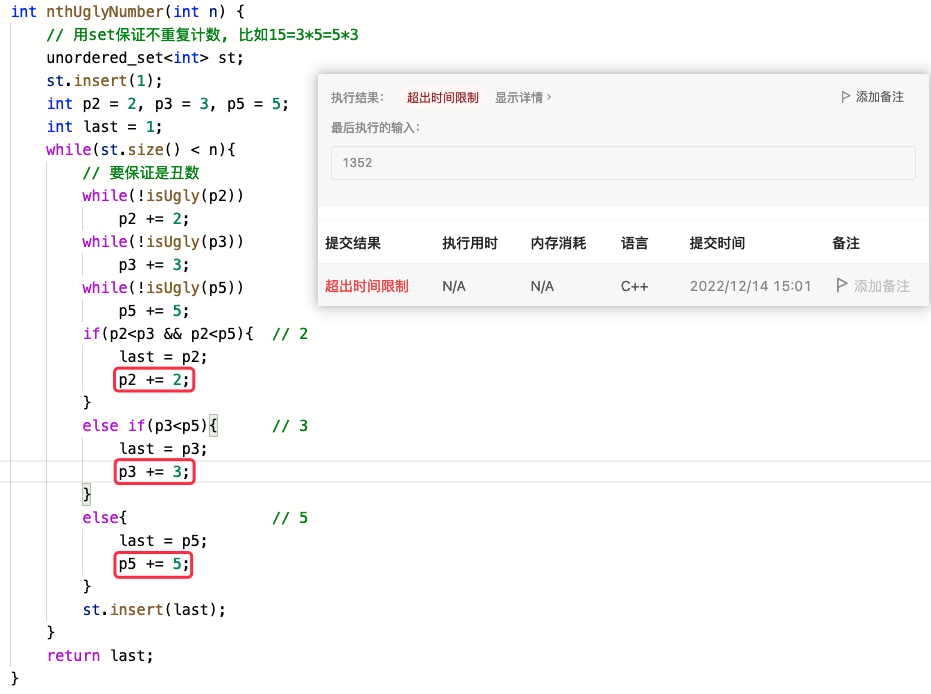 int nthUglyNumber(int n) {
// 用set保证不重复计数, 比如15=3*5=5*3
unordered_set<int> st;
st.insert(1);
int p2 = 2, p3 = 3, p5 = 5;
int last = 1;
while(st.size() < n){
// 要保证是丑数
while(!isUgly(p2))
p2 += 2;
while(!isUgly(p3))
p3 += 3;
while(!isUgly(p5))
p5 += 5;
if(p2<p3 && p2<p5){ // 2
last = p2;
p2 += 2;
}
else if(p3<p5){ // 3
last = p3;
p3 += 3;
}
else{ // 5
last = p5;
p5 += 5;
}
st.insert(last);
}
return last;
}
执行结果: 超出时间限制 显示详情 › 添加备注
最后执行的输入:
1352
提交结果 执行用时 内存消耗 语言 提交时间 备注
超出时间限制 N/A N/A C++ 2022/12/14 15:01 添加备注